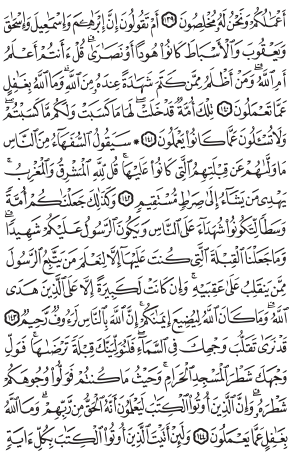 أَعْمَٰلُكُمْ وَنَحْنُ لَهُۥ مُخْلِصُونَ ١٣٩ أَمْ تَقُولُونَ إِنَّ إِبْرَٰهِـۧمَ وَإِسْمَٰعِيلَ وَإِسْحَٰقَ
وَيَعْقُوبَ وَٱلْأَسْبَاطَ كَانُوا۟ هُودًا أَوْ نَصَٰرَىٰ ۗ قُلْ ءَأَنتُمْ أَعْلَمُ
أَمِ ٱللَّهُ ۗ وَمَنْ أَظْلَمُ مِمَّن كَتَمَ شَهَٰدَةً عِندَهُۥ مِنَ ٱللَّهِ ۗ وَمَا ٱللَّهُ بِغَٰفِلٍ
عَمَّا تَعْمَلُونَ ١٤٠ تِلْكَ أُمَّةٌ قَدْ خَلَتْ ۖ لَهَا مَا كَسَبَتْ وَلَكُم مَّا كَسَبْتُمْ ۖ
وَلَا تُسْـَٔلُونَ عَمَّا كَانُوا۟ يَعْمَلُونَ ١٤١ ۞ سَيَقُولُ ٱلسُّفَهَآءُ مِنَ ٱلنَّاسِ
مَا وَلَّىٰهُمْ عَن قِبْلَتِهِمُ ٱلَّتِى كَانُوا۟ عَلَيْهَا ۚ قُل لِّلَّهِ ٱلْمَشْرِقُ وَٱلْمَغْرِبُ ۚ
يَهْدِى مَن يَشَآءُ إِلَىٰ صِرَٰطٍ مُّسْتَقِيمٍ ١٤٢ وَكَذَٰلِكَ جَعَلْنَٰكُمْ أُمَّةً
وَسَطًا لِّتَكُونُوا۟ شُهَدَآءَ عَلَى ٱلنَّاسِ وَيَكُونَ ٱلرَّسُولُ عَلَيْكُمْ شَهِيدًا ۗ
وَمَا جَعَلْنَا ٱلْقِبْلَةَ ٱلَّتِى كُنتَ عَلَيْهَآ إِلَّا لِنَعْلَمَ مَن يَتَّبِعُ ٱلرَّسُولَ
مِمَّن يَنقَلِبُ عَلَىٰ عَقِبَيْهِ ۚ وَإِن كَانَتْ لَكَبِيرَةً إِلَّا عَلَى ٱلَّذِينَ هَدَى
ٱللَّهُ ۗ وَمَا كَانَ ٱللَّهُ لِيُضِيعَ إِيمَٰنَكُمْ ۚ إِنَّ ٱللَّهَ بِٱلنَّاسِ لَرَءُوفٌ رَّحِيمٌ ١٤٣
قَدْ نَرَىٰ تَقَلُّبَ وَجْهِكَ فِى ٱلسَّمَآءِ ۖ فَلَنُوَلِّيَنَّكَ قِبْلَةً تَرْضَىٰهَا ۚ فَوَلِّ
وَجْهَكَ شَطْرَ ٱلْمَسْجِدِ ٱلْحَرَامِ ۚ وَحَيْثُ مَا كُنتُمْ فَوَلُّوا۟ وُجُوهَكُمْ
شَطْرَهُۥ ۗ وَإِنَّ ٱلَّذِينَ أُوتُوا۟ ٱلْكِتَٰبَ لَيَعْلَمُونَ أَنَّهُ ٱلْحَقُّ مِن رَّبِّهِمْ ۗ وَمَا ٱللَّهُ
بِغَٰفِلٍ عَمَّا يَعْمَلُونَ ١٤٤ وَلَئِنْ أَتَيْتَ ٱلَّذِينَ أُوتُوا۟ ٱلْكِتَٰبَ بِكُلِّ ءَايَةٍ